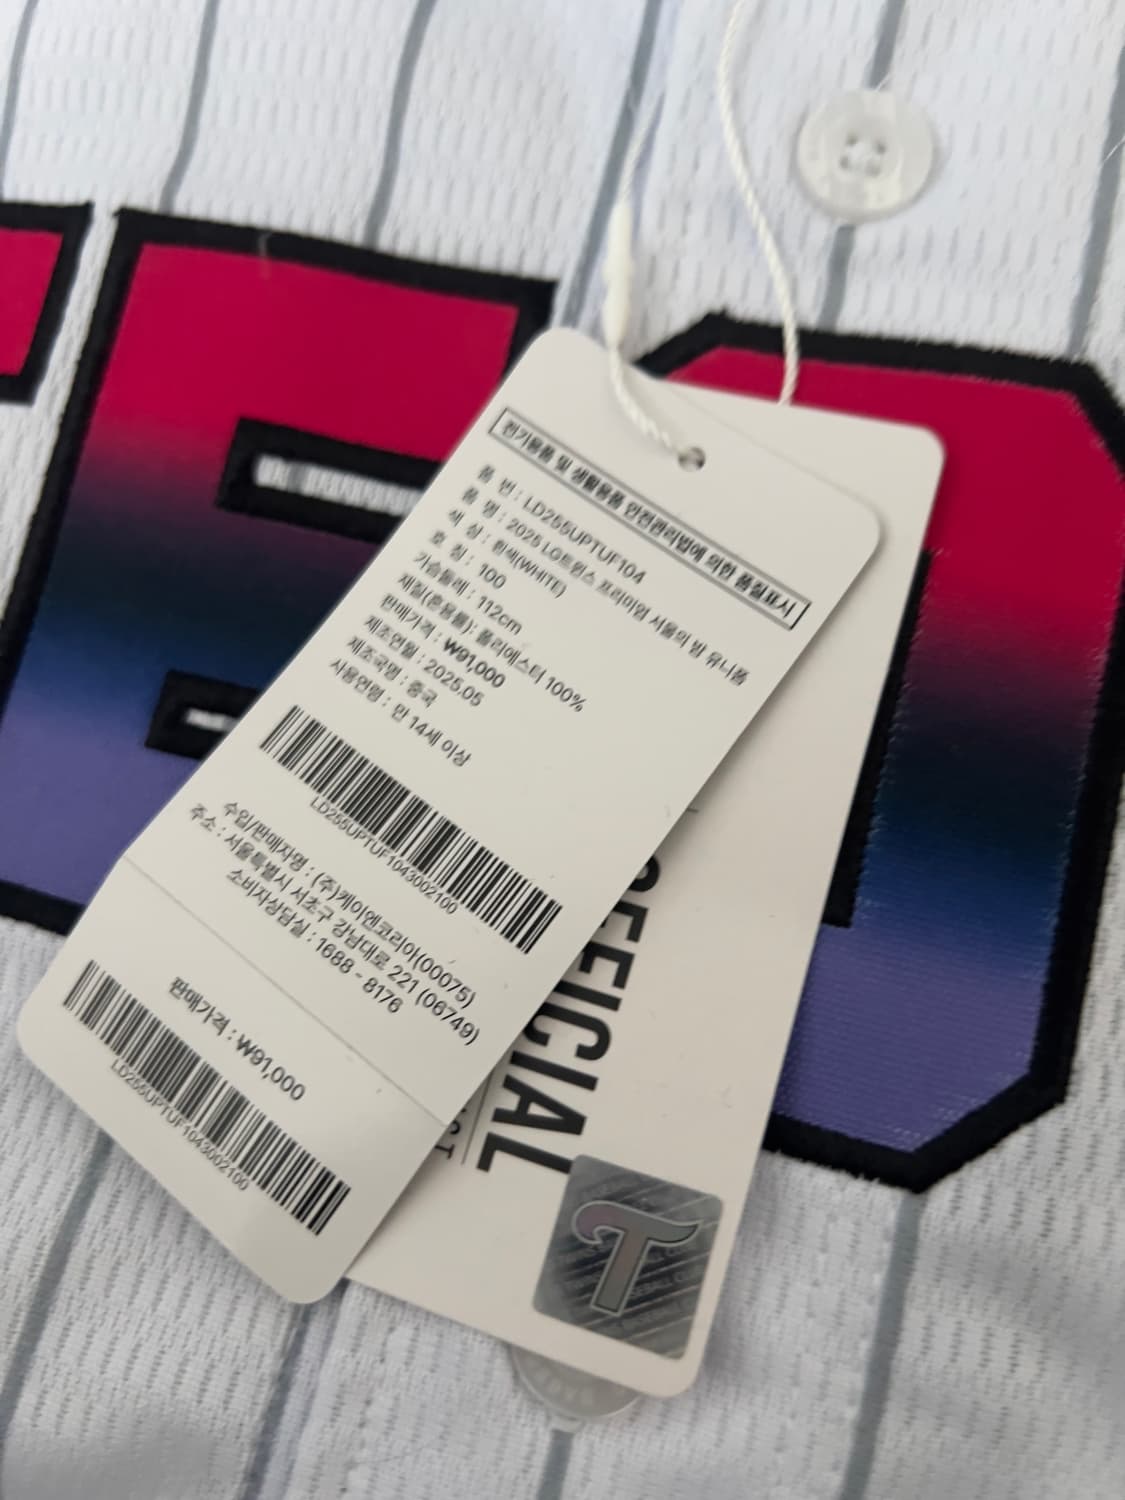 전기용품 및 생활용품 안전관리법에 의한 품질표시
품 번 : LD255UPTUF104
품 명 : 2025 LG트윈스 프리미엄 서울의 밤 유니폼
색 상 : 흰색(WHITE)
호 칭 : 100
가슴둘레 : 112cm
재질(혼용률): 폴리에스터 100%
판매가격 : ₩91,000
제조연월 : 2025.05
제조국명 : 중국
사용연령 : 만 14세 이상
LD255UPTUF1043002100
수입/판매자명 : (주)케이엔코리아(00075)
주소 : 서울특별시 서초구 강남대로 221 (06749)
소비자상담실 : 1688 - 8176
판매가격 : ₩91,000
LD255UPTUF1043002100
OFFICIAL
T
BASEBALL CLUB